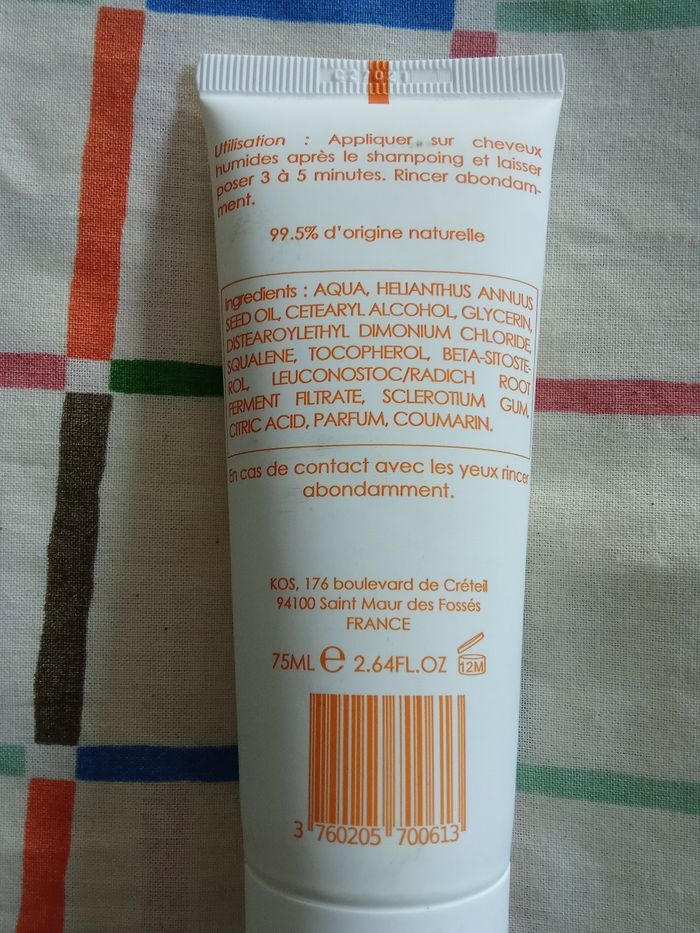 Utilisation : Appliquer sur cheveux
humides après le shampoing et laisser
poser 3 à 5 minutes. Rincer abondam-
ment.
99.5% d'origine naturelle
Ingredients : AQUA, HELIANTHUS ANNUUS
SEED OIL, CETEARYL ALCOHOL, GLYCERIN,
DISTEAROYLETHYL DIMONIUM CHLORIDE,
SQUALENE, TOCOPHEROL, BETA-SITOSTE-
ROL, LEUCONOSTOC/RADICH ROOT
FERMENT FILTRATE, SCLEROTIUM GUM,
CITRIC ACID, PARFUM, COUMARIN.
En cas de contact avec les yeux rincer
abondamment.
KOS, 176 boulevard de Créteil
94100 Saint Maur des Fossés
FRANCE
75ML e 2.64FL.OZ 12M
3 760205 700613